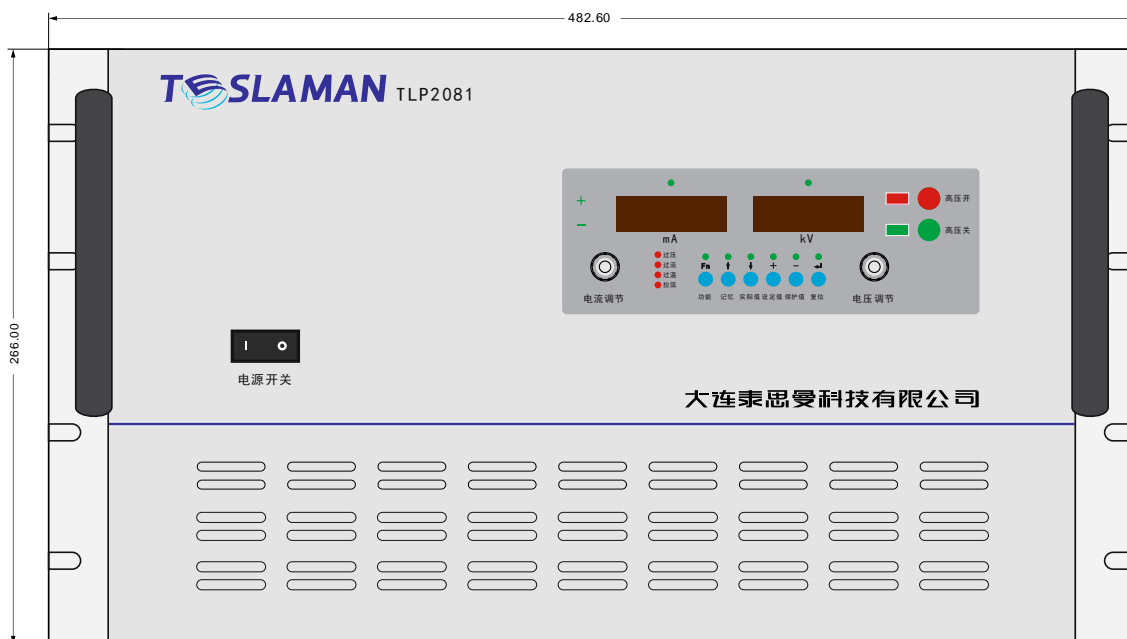 482.60
266.00
TESLAMAN TLP2081
+
−
mA
kV
高压开
高压关
过压
过流
过温
拉弧
Fn
+
−
功能 记忆 实际值 设定值 保护值 复位
电流调节
电压调节
I O
电源开关
大连泰思曼科技有限公司